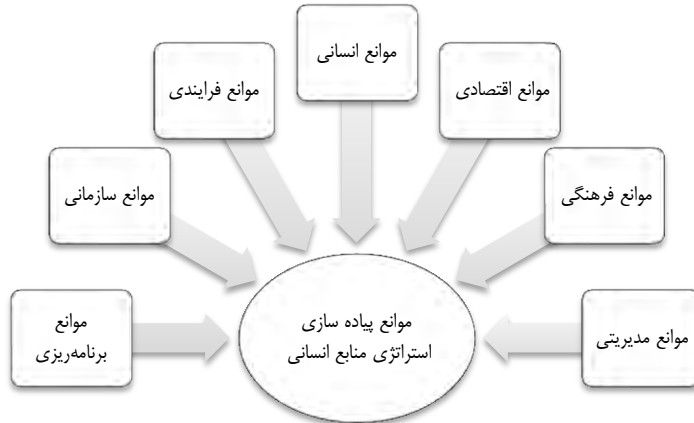 موانع انسانی
موانع اقتصادی
موانع فرایندی
موانع فرهنگی
موانع سازمانی
موانع مدیریتی
موانع
برنامه‌ریزی
موانع پیاده سازی
استراتژی منابع انسانی